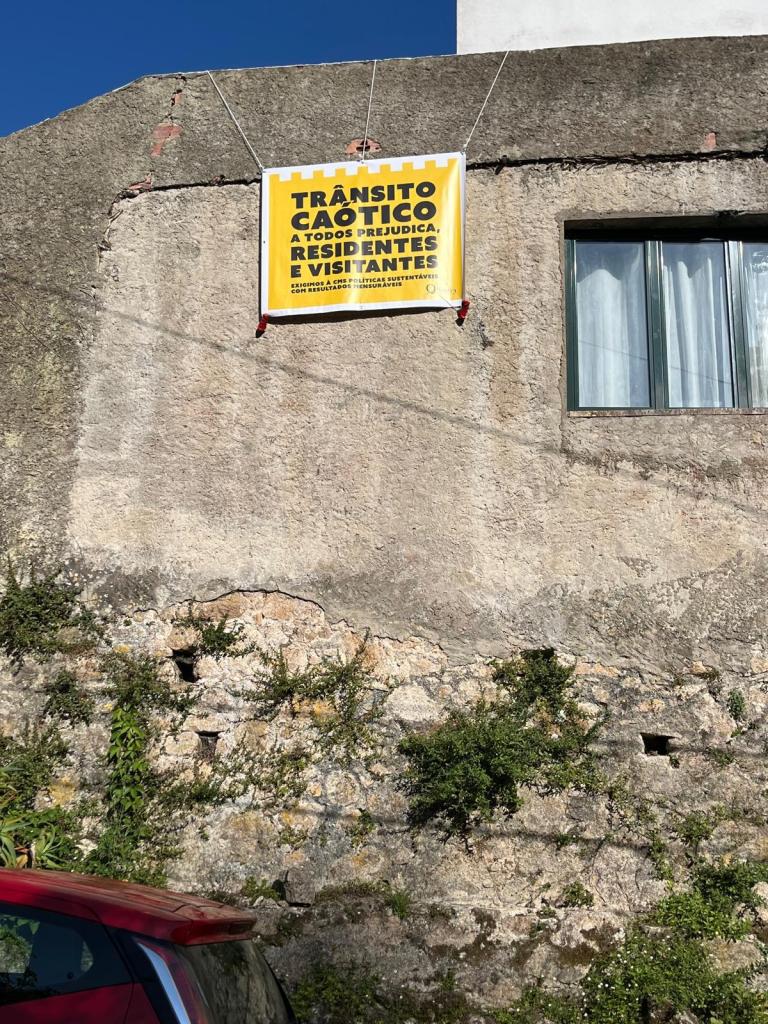 TRÂNSITO
CAÓTICO
A TODOS PREJUDICA,
RESIDENTES
E VISITANTES
EXIGIMOS À CMS POLÍTICAS SUSTENTÁVEIS
COM RESULTADOS MENSURÁVEIS